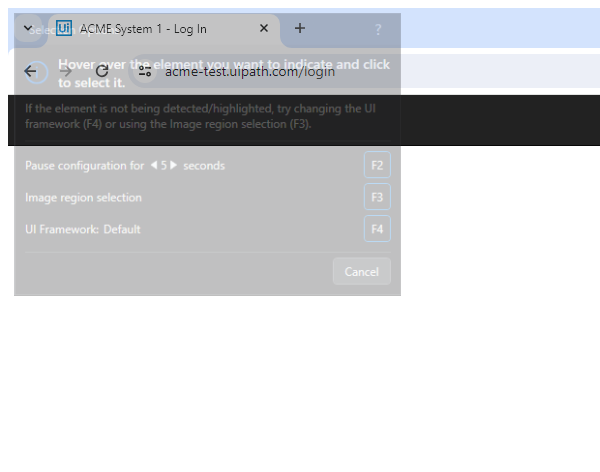 ACME System 1 - Log In
?
Hover over the element you want to indicate and click
to select it.
acme-test.uipath.com/login
If the element is not being detected/highlighted, try changing the UI
framework (F4) or using the Image region selection (F3).
Pause configuration for 5 seconds F2
Image region selection F3
UI Framework: Default F4
Cancel